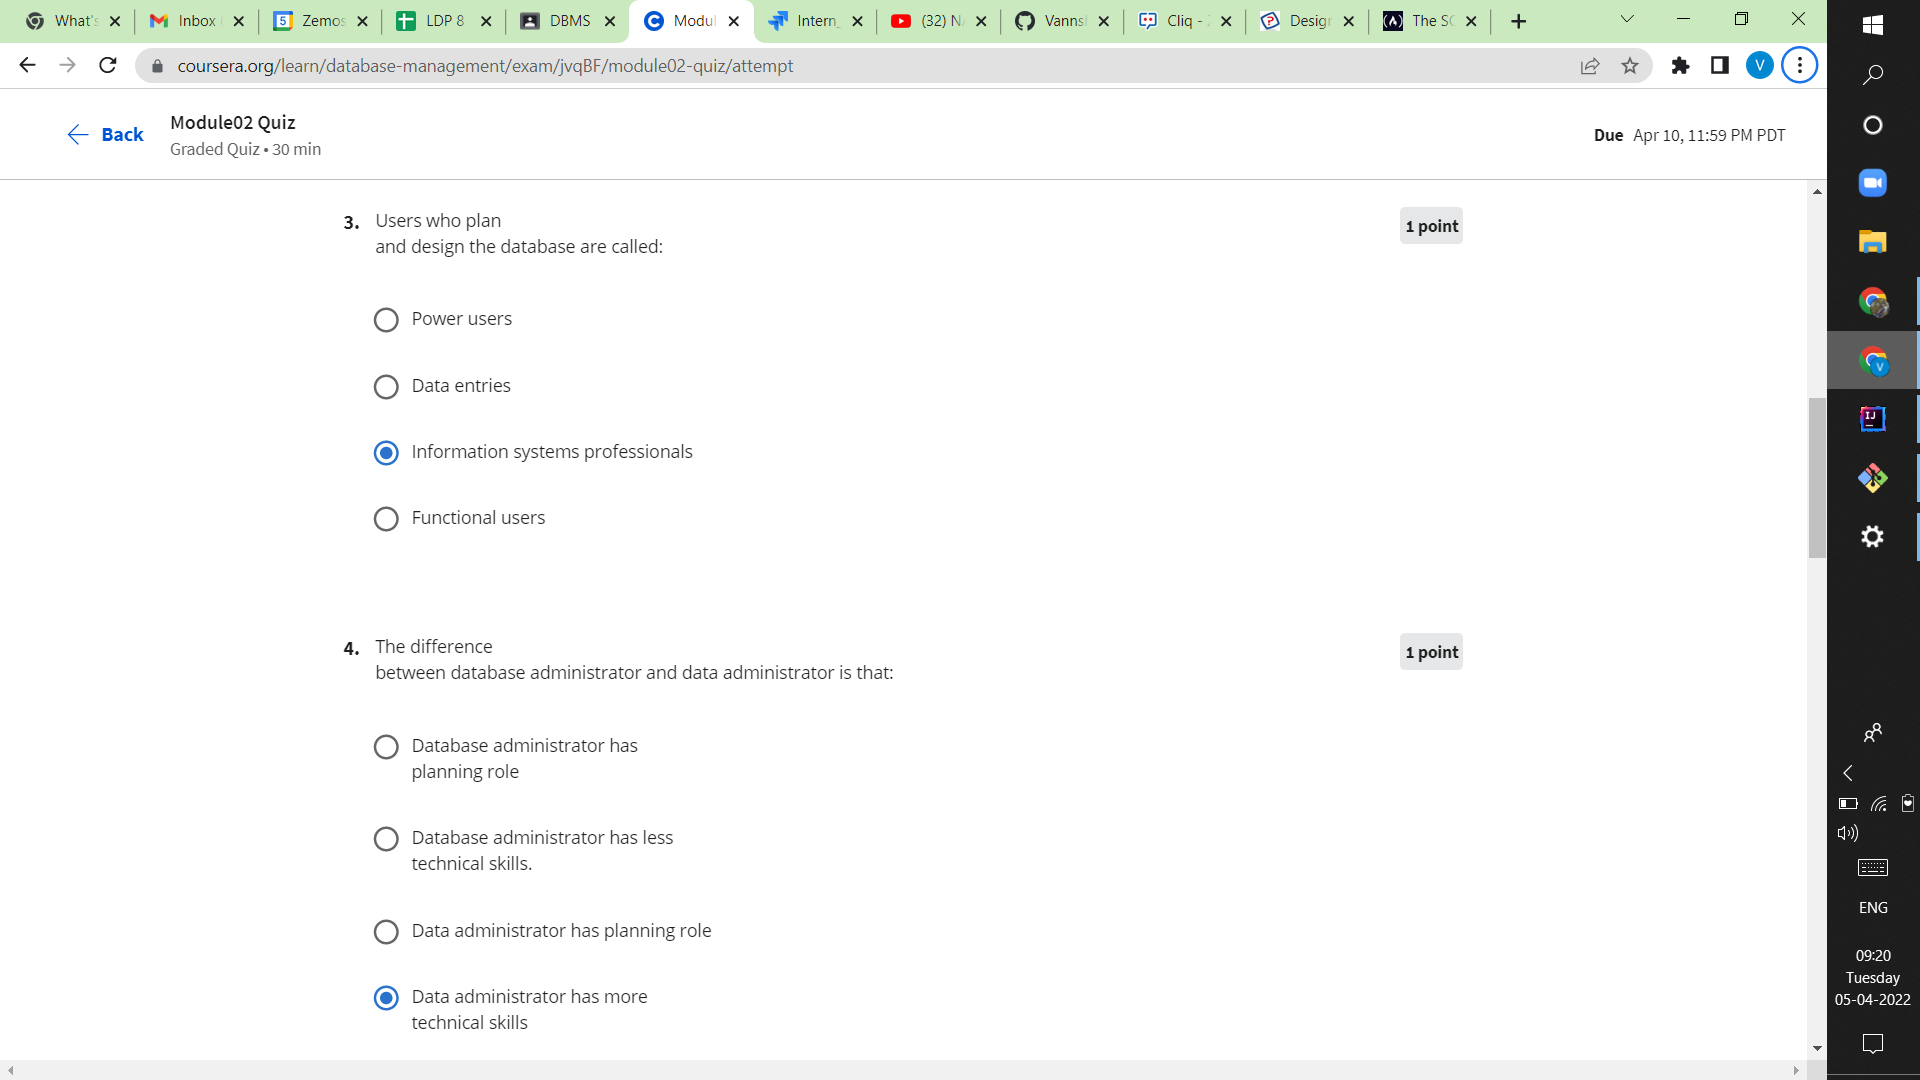 What's
Inbox
Zemos
LDP 8
DBMS
Modul
Intern_
(32) N
Vanns
Cliq -
Design
The SC
coursera.org/learn/database-management/exam/jvqBF/module02-quiz/attempt
V
Back
Module02 Quiz
Graded Quiz • 30 min
Due Apr 10, 11:59 PM PDT
3. Users who plan
and design the database are called:
1 point
Power users
Data entries
Information systems professionals
Functional users
4. The difference
between database administrator and data administrator is that:
1 point
Database administrator has
planning role
Database administrator has less
technical skills.
Data administrator has planning role
Data administrator has more
technical skills
ENG
09:20
Tuesday
05-04-2022